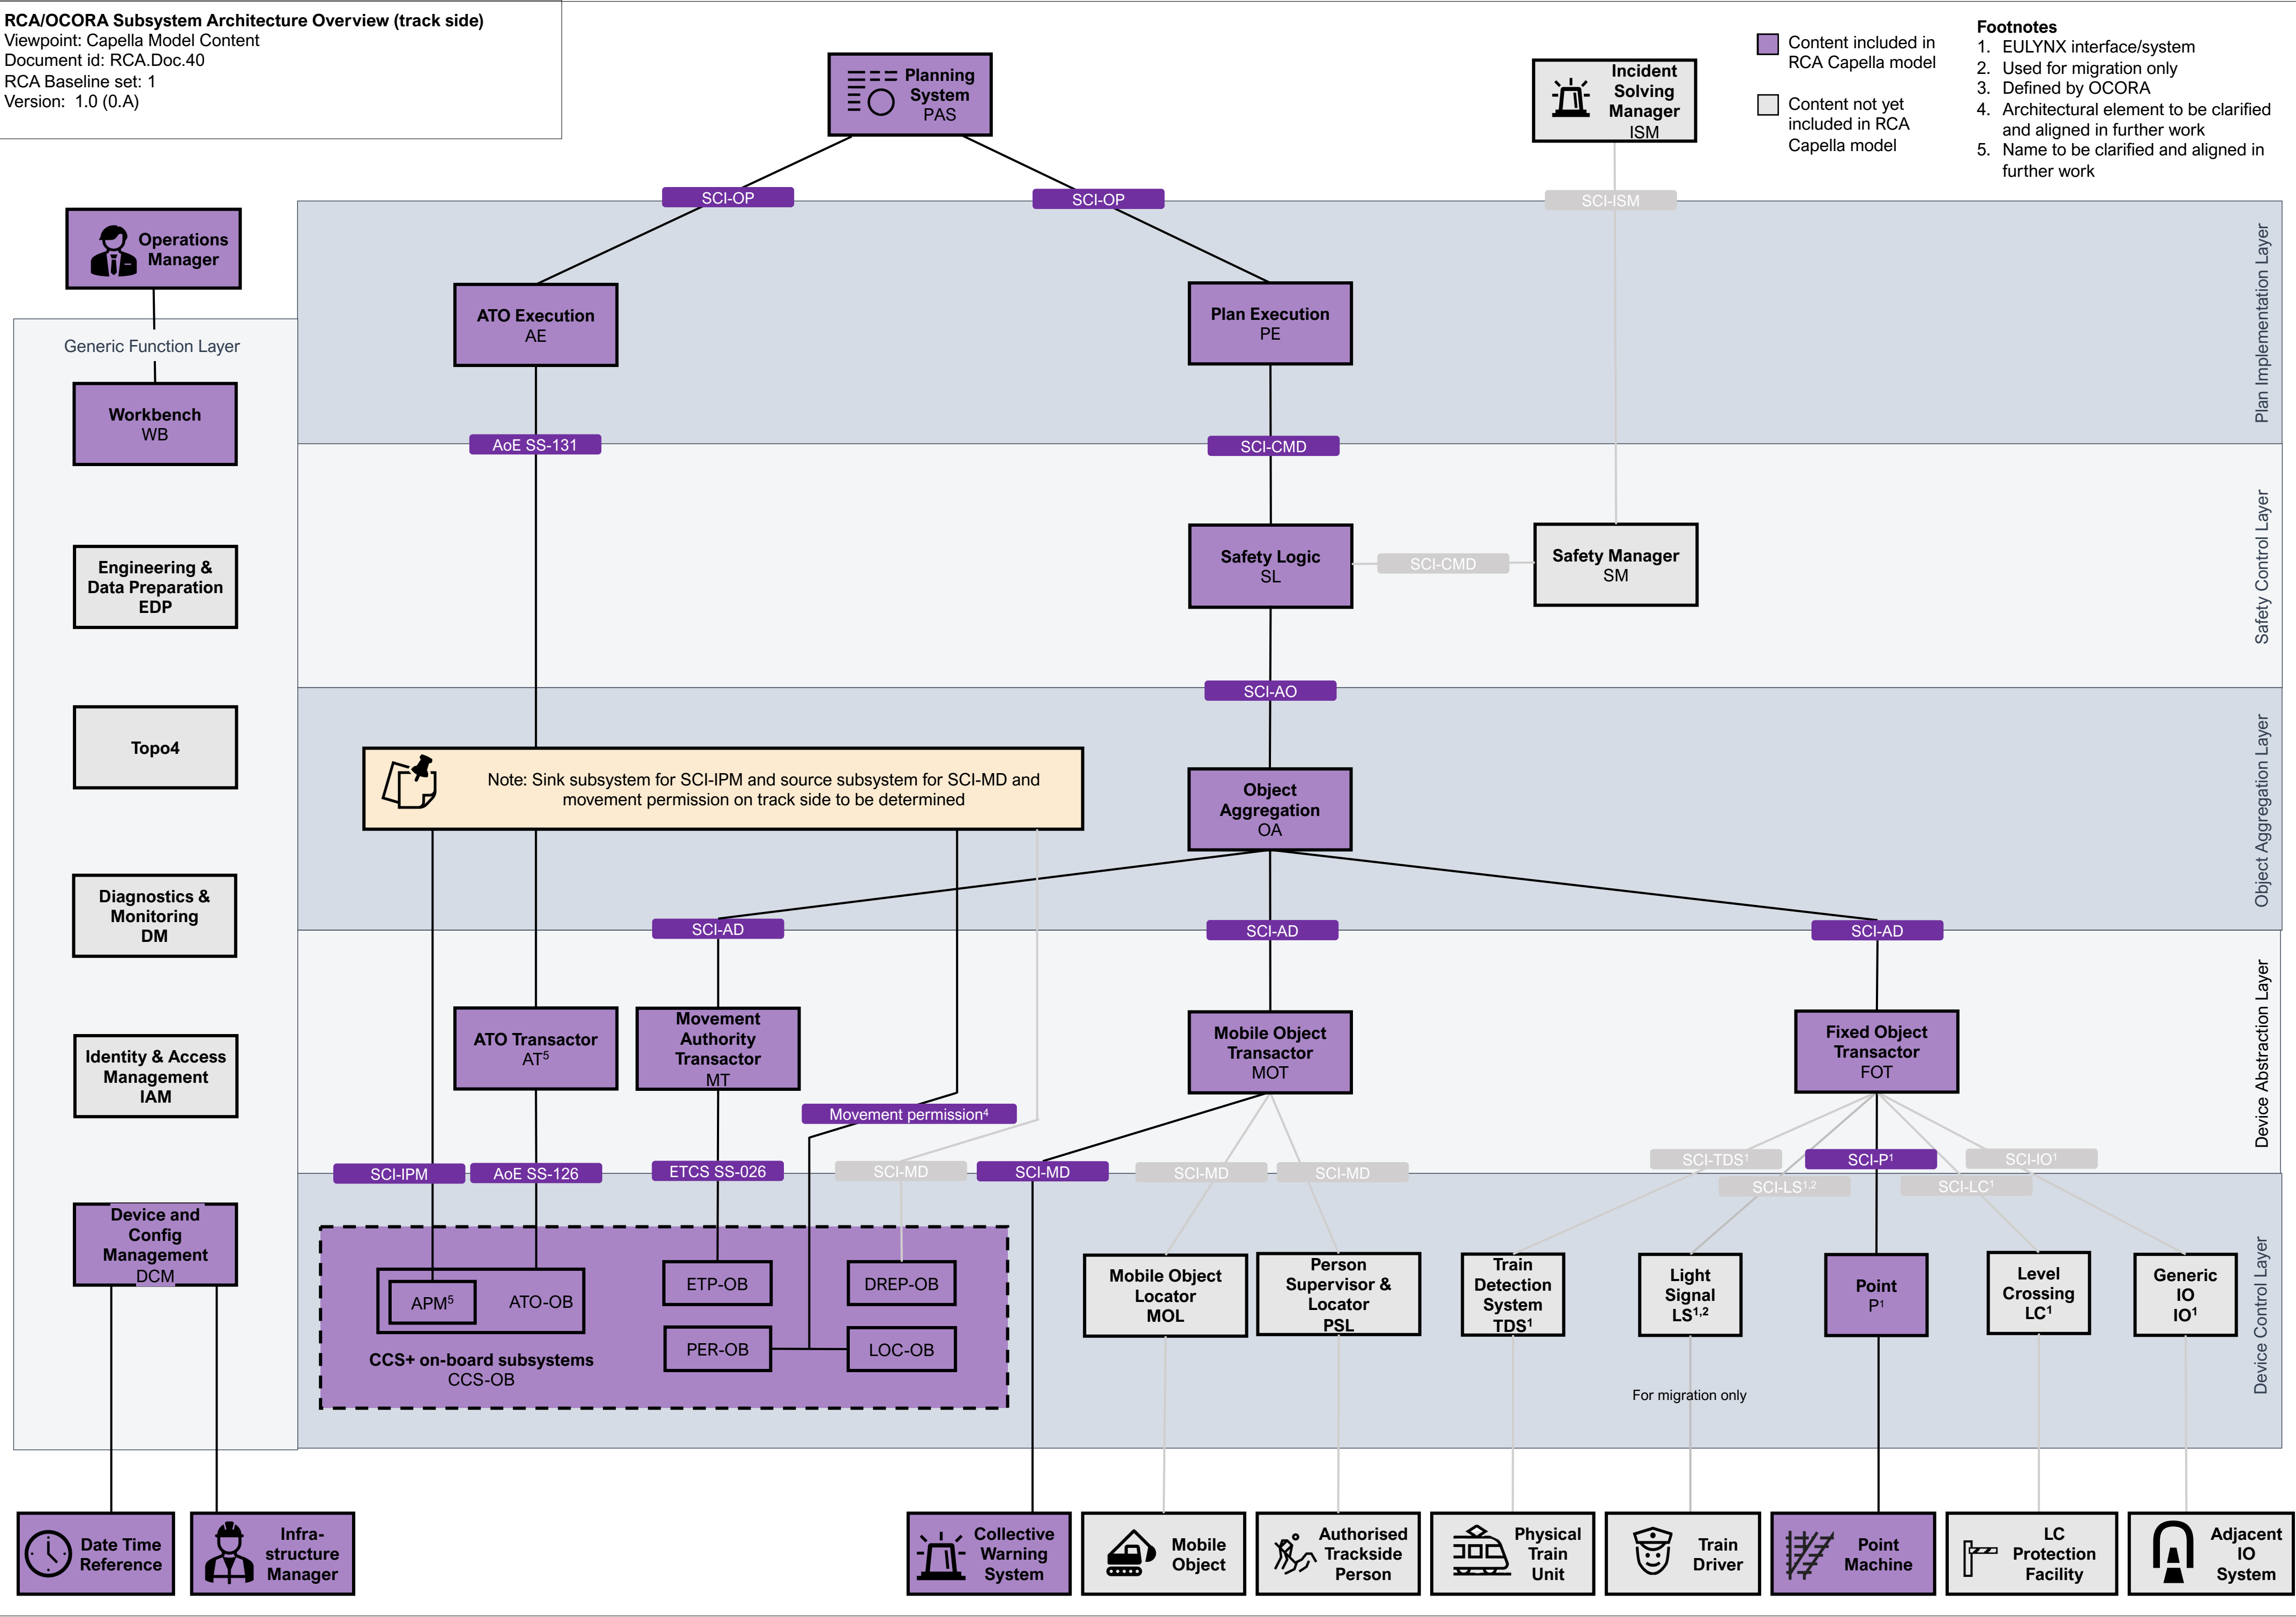 RCA/OCORA Subsystem Architecture Overview (track side)
Viewpoint: Capella Model Content
Document id: RCA.Doc.40
RCA Baseline set: 1
Version:  1.0 (0.A)
Planning
System
PAS
Incident
Solving
Manager
ISM
Content included in
RCA Capella model
Content not yet
included in RCA
Capella model
Footnotes
1. EULYNX interface/system
2. Used for migration only
3. Defined by OCORA
4. Architectural element to be clarified
and aligned in further work
5. Name to be clarified and aligned in
further work
SCI-OP
SCI-OP
SCI-ISM
Operations
Manager
Plan Implementation Layer
ATO Execution
AE
Plan Execution
PE
Generic Function Layer
Workbench
WB
AoE SS-131
SCI-CMD
Safety Control Layer
Engineering &
Data Preparation
EDP
Safety Logic
SL
SCI-CMD
Safety Manager
SM
SCI-AO
Object Aggregation Layer
Topo4
Note: Sink subsystem for SCI-IPM and source subsystem for SCI-MD and
movement permission on track side to be determined
Object
Aggregation
OA
Diagnostics &
Monitoring
DM
SCI-AD
SCI-AD
SCI-AD
Device Abstraction Layer
Identity & Access
Management
IAM
ATO Transactor
AT⁵
Movement
Authority
Transactor
MT
Mobile Object
Transactor
MOT
Fixed Object
Transactor
FOT
Movement permission⁴
SCI-IPM
AoE SS-126
ETCS SS-026
SCI-MD
SCI-MD
SCI-MD
SCI-MD
SCI-TDS¹
SCI-P¹
SCI-IO¹
SCI-LS¹,²
SCI-LC¹
Device Control Layer
Device and
Config
Management
DCM
APM⁵
ATO-OB
ETP-OB
DREP-OB
PER-OB
LOC-OB
CCS+ on-board subsystems
CCS-OB
Mobile Object
Locator
MOL
Person
Supervisor &
Locator
PSL
Train
Detection
System
TDS¹
Light
Signal
LS¹,²
Point
P¹
Level
Crossing
LC¹
Generic
IO
IO¹
For migration only
Date Time
Reference
Infra-
structure
Manager
Collective
Warning
System
Mobile
Object
Authorised
Trackside
Person
Physical
Train
Unit
Train
Driver
Point
Machine
LC
Protection
Facility
Adjacent
IO
System